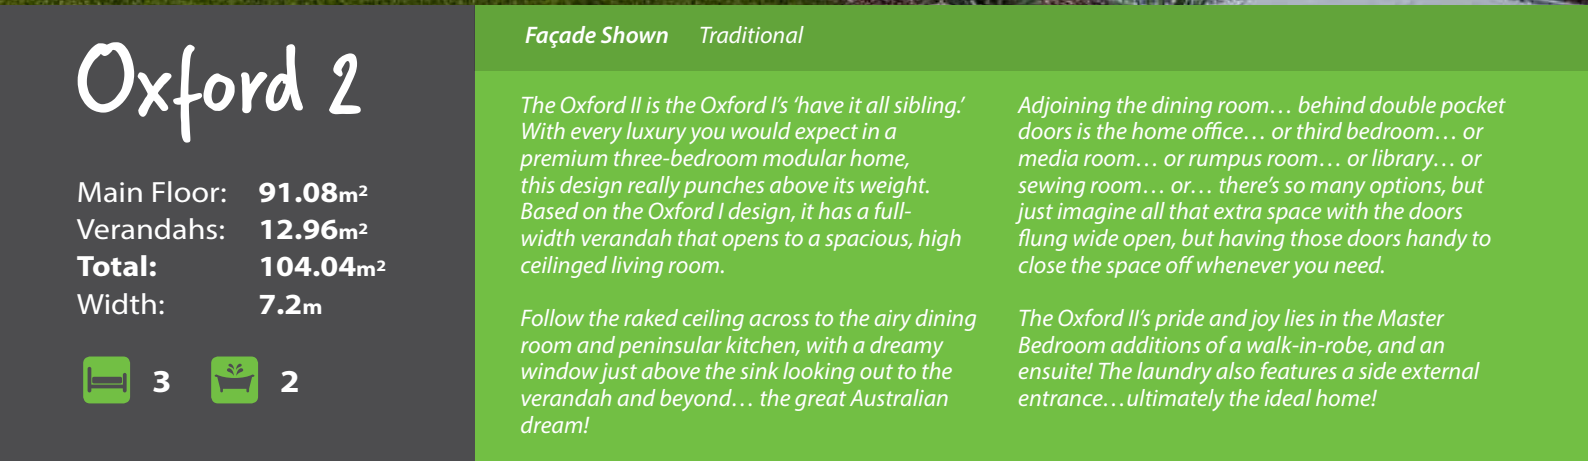 Oxford 2
Main Floor: 91.08m²
Verandahs: 12.96m²
Total: 104.04m²
Width: 7.2m
3 2
Façade Shown Traditional
The Oxford II is the Oxford I's 'have it all sibling.'
With every luxury you would expect in a
premium three-bedroom modular home,
this design really punches above its weight.
Based on the Oxford I design, it has a full-
width verandah that opens to a spacious, high
ceilinged living room.
Follow the raked ceiling across to the airy dining
room and peninsular kitchen, with a dreamy
window just above the sink looking out to the
verandah and beyond… the great Australian
dream!
Adjoining the dining room… behind double pocket
doors is the home office… or third bedroom… or
media room… or rumpus room… or library… or
sewing room… or… there's so many options, but
just imagine all that extra space with the doors
flung wide open, but having those doors handy to
close the space off whenever you need.
The Oxford II's pride and joy lies in the Master
Bedroom additions of a walk-in-robe, and an
ensuite! The laundry also features a side external
entrance…ultimately the ideal home!